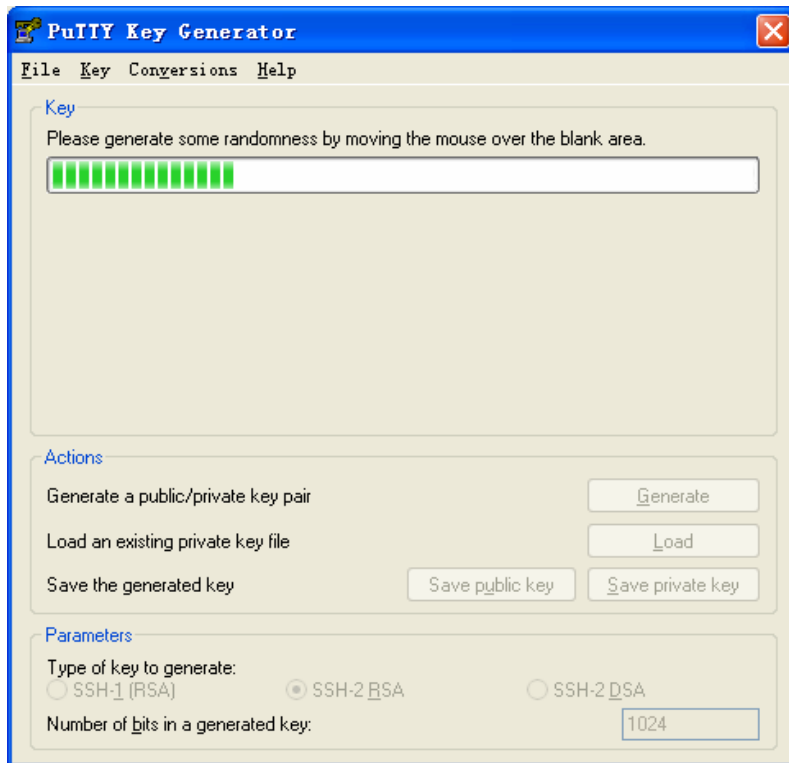 PuTTY Key Generator
File Key Conversions Help
Key
Please generate some randomness by moving the mouse over the blank area.
Actions
Generate a public/private key pair Generate
Load an existing private key file Load
Save the generated key Save public key Save private key
Parameters
Type of key to generate:
SSH-1 (RSA) SSH-2 RSA SSH-2 DSA
Number of bits in a generated key: 1024